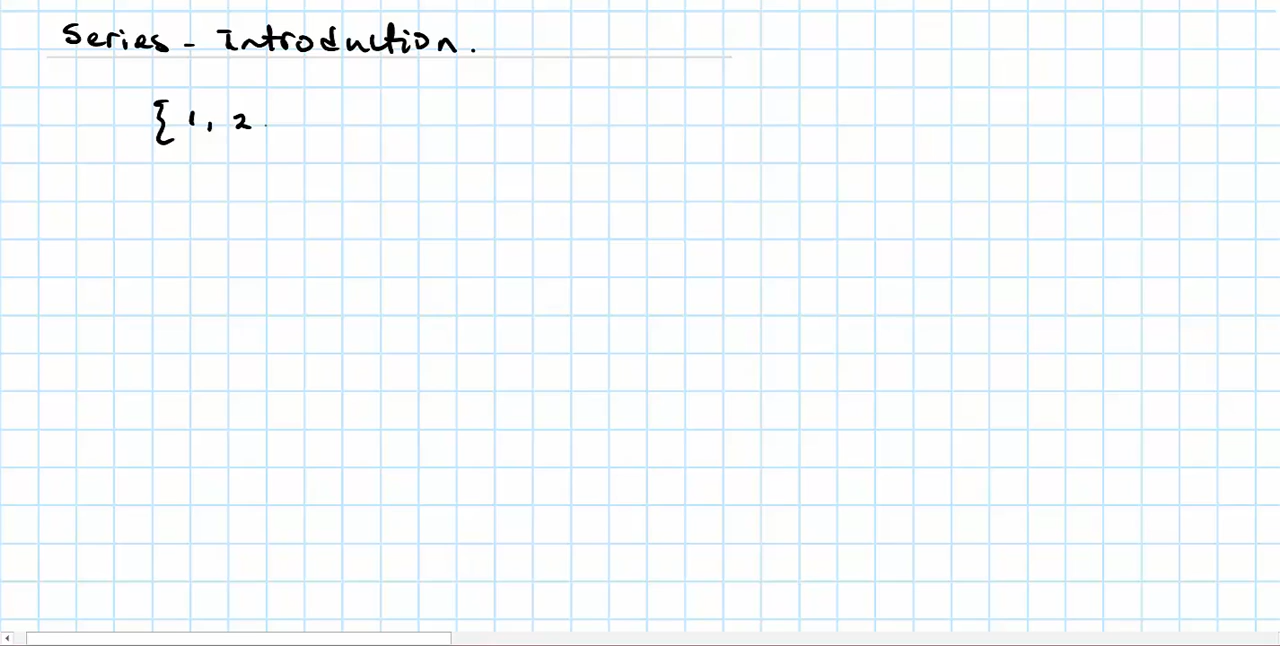 Series - Introduction.
{ 1, 2